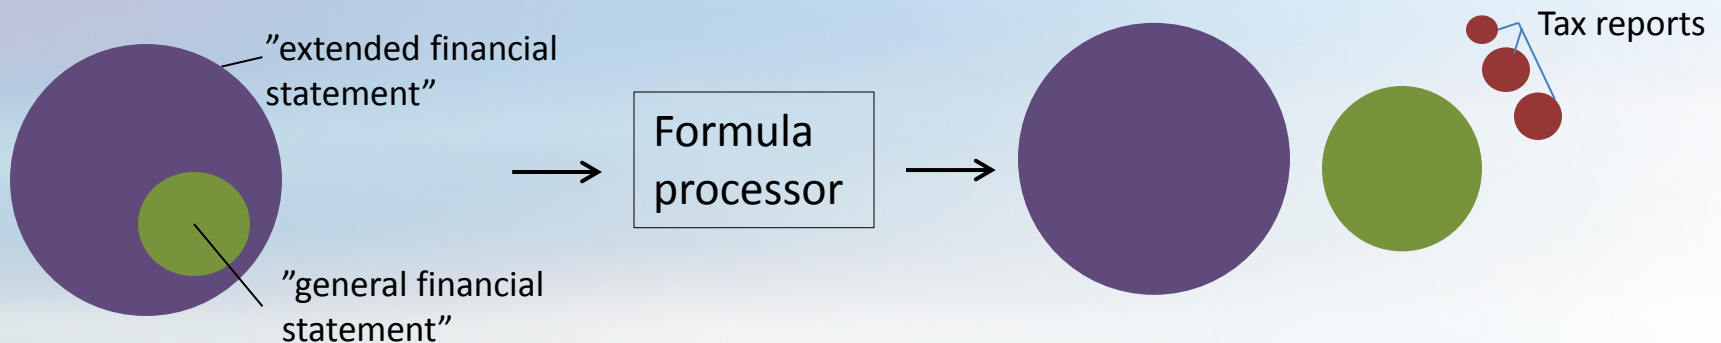 ”extended financial
statement”
”general financial
statement”
Formula
processor
Tax reports